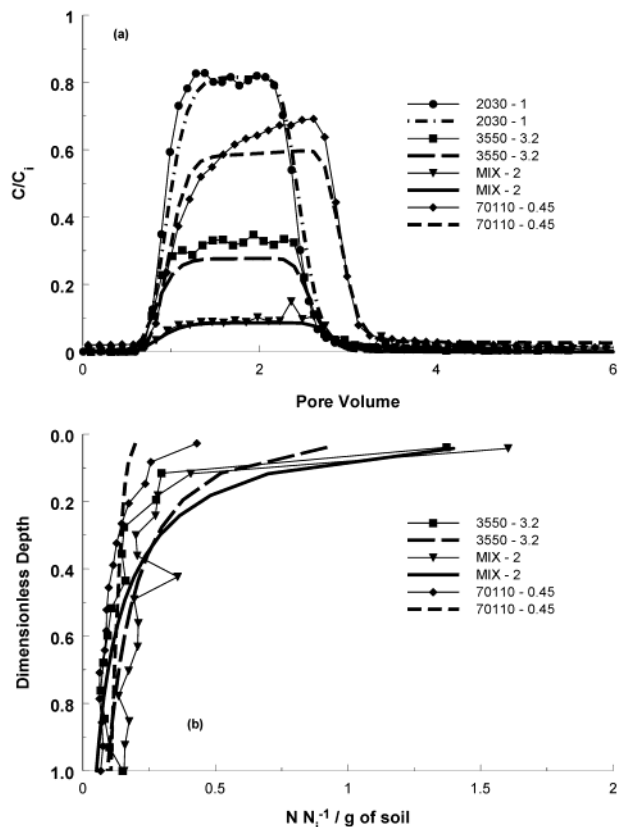 (a)
C/Ci
1
0.8
0.6
0.4
0.2
0
0
2
4
6
Pore Volume
2030 - 1
2030 - 1
3550 - 3.2
3550 - 3.2
MIX - 2
MIX - 2
70110 - 0.45
70110 - 0.45
(b)
Dimensionless Depth
0.0
0.2
0.4
0.6
0.8
1.0
0
0.5
1
1.5
2
N Ni-1 / g of soil
3550 - 3.2
3550 - 3.2
MIX - 2
MIX - 2
70110 - 0.45
70110 - 0.45